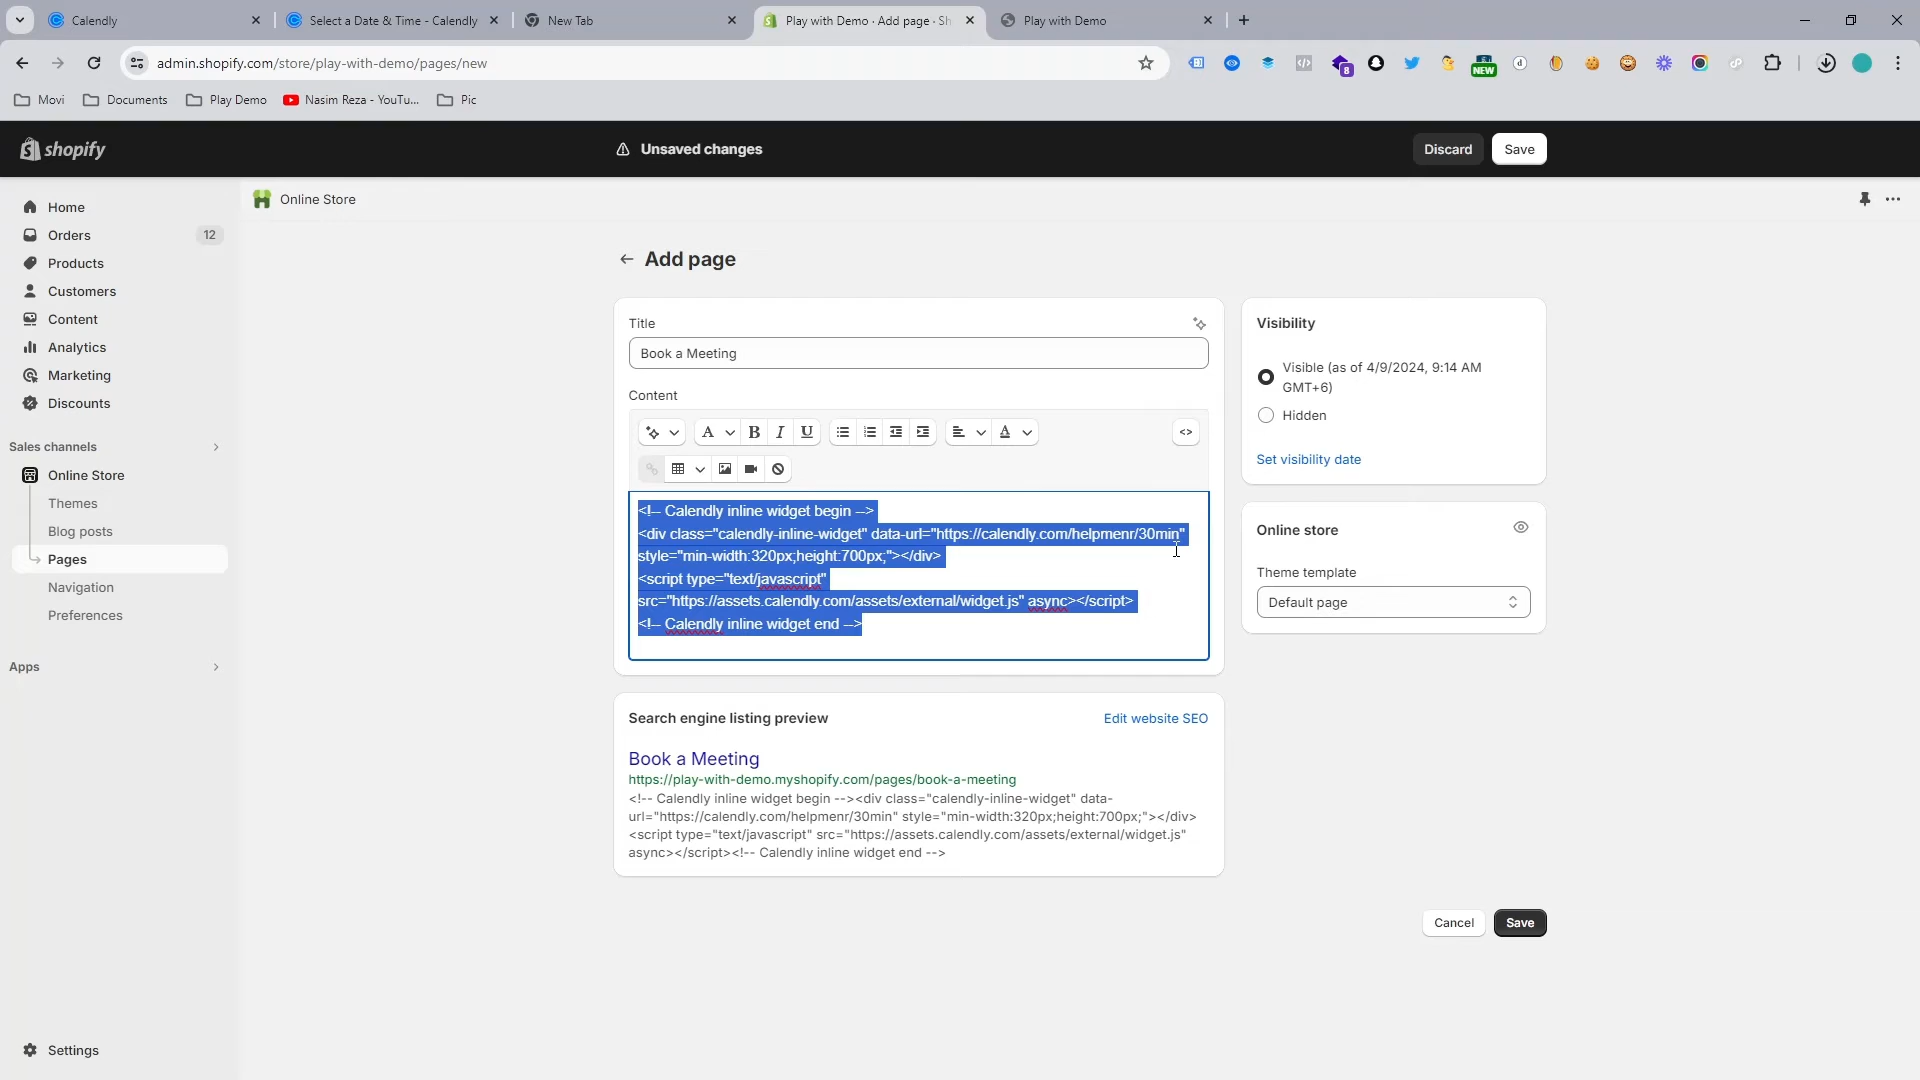 Calendly
Select a Date & Time - Calendly
New Tab
Play with Demo · Add page · Sh
Play with Demo
admin.shopify.com/store/play-with-demo/pages/new
8
NEW
d
Movi
Documents
Play Demo
Nasim Reza - YouTu...
Pic
shopify
Unsaved changes
Discard
Save
Home
Orders
12
Products
Customers
Content
Analytics
Marketing
Discounts
Sales channels
Online Store
Themes
Blog posts
Pages
Navigation
Preferences
Apps
Settings
Online Store
Add page
Title
Book a Meeting
Content
A
B
I
U
A
<>
<!-- Calendly inline widget begin -->
<div class="calendly-inline-widget" data-url="https://calendly.com/helpmenr/30min"
style="min-width:320px;height:700px;"></div>
<script type="text/javascript"
src="https://assets.calendly.com/assets/external/widget.js" async></script>
<!-- Calendly inline widget end -->
Search engine listing preview
Edit website SEO
Book a Meeting
https://play-with-demo.myshopify.com/pages/book-a-meeting
<!-- Calendly inline widget begin --><div class="calendly-inline-widget" data-
url="https://calendly.com/helpmenr/30min" style="min-width:320px;height:700px;"></div>
<script type="text/javascript" src="https://assets.calendly.com/assets/external/widget.js"
async></script><!-- Calendly inline widget end -->
Visibility
Visible (as of 4/9/2024, 9:14 AM
GMT+6)
Hidden
Set visibility date
Online store
Theme template
Default page
Cancel
Save